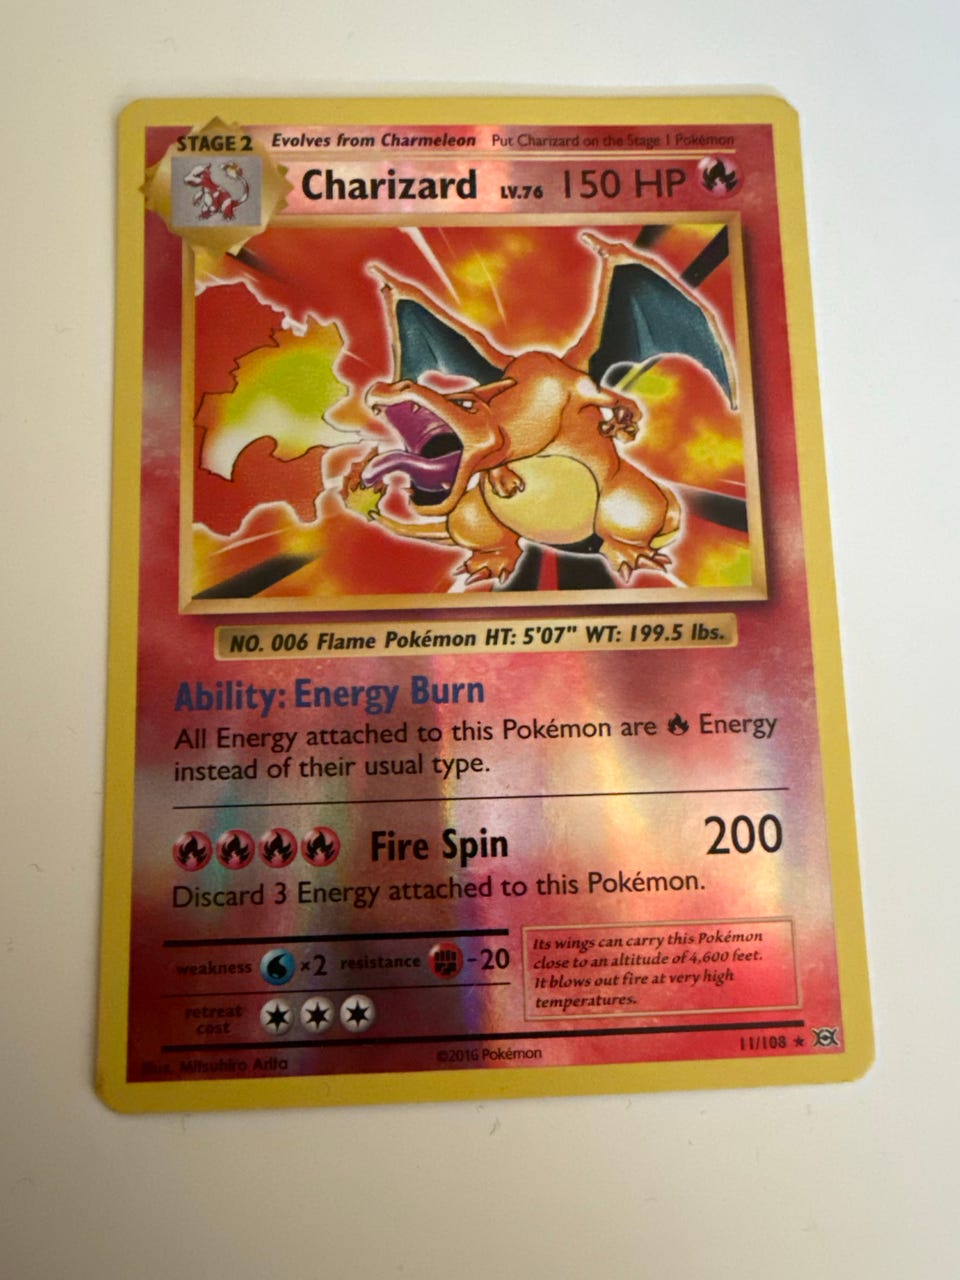 STAGE 2 Evolves from Charmeleon Put Charizard on the Stage 1 Pokémon
Charizard LV.76 150 HP
NO. 006 Flame Pokémon HT: 5'07" WT: 199.5 lbs.
Ability: Energy Burn
All Energy attached to this Pokémon are Energy
instead of their usual type.
Fire Spin 200
Discard 3 Energy attached to this Pokémon.
weakness ×2 resistance -20
retreat
cost
Its wings can carry this Pokémon
close to an altitude of 4,600 feet.
It blows out fire at very high
temperatures.
Illus. Mitsuhiro Arita ©2016 Pokémon 11/108